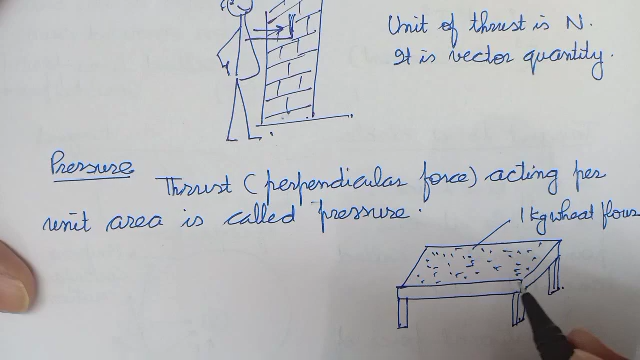 Unit of thrust is N.
It is vector quantity.
Pressure Thrust (perpendicular force) acting per
unit area is called pressure.
1 kg wheat flour